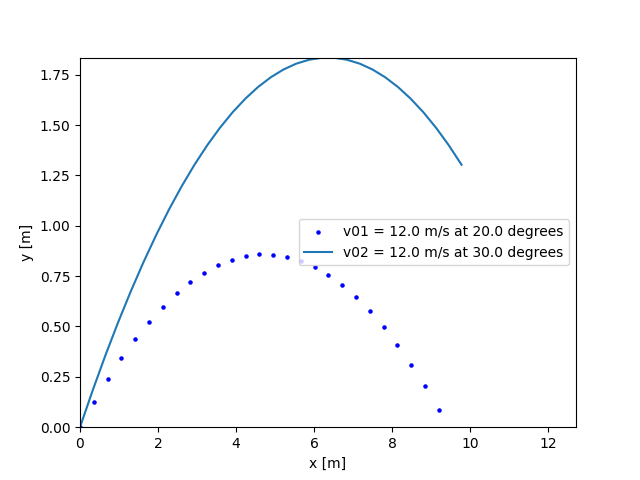 1.75
1.50
1.25
1.00
0.75
0.50
0.25
0.00
y [m]
v01 = 12.0 m/s at 20.0 degrees
v02 = 12.0 m/s at 30.0 degrees
0 2 4 6 8 10 12
x [m]